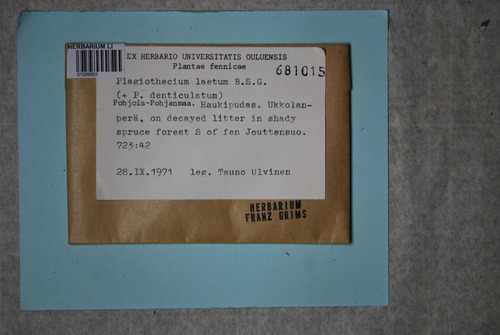 HERBARIUM LI
EX HERBARIO UNIVERSITATIS OULUENSIS
Plantae fennicae
681015
Plagiothecium laetum B.S.G.
(+ P. denticulatum)
Pohjois-Pohjanmaa. Haukipudas. Ukkolan-
perä, on decayed litter in shady
spruce forest S of fen Jouttensuo.
723:42
28.IX.1971 leg. Tauno Ulvinen
HERBARIUM
FRANZ GRIMS